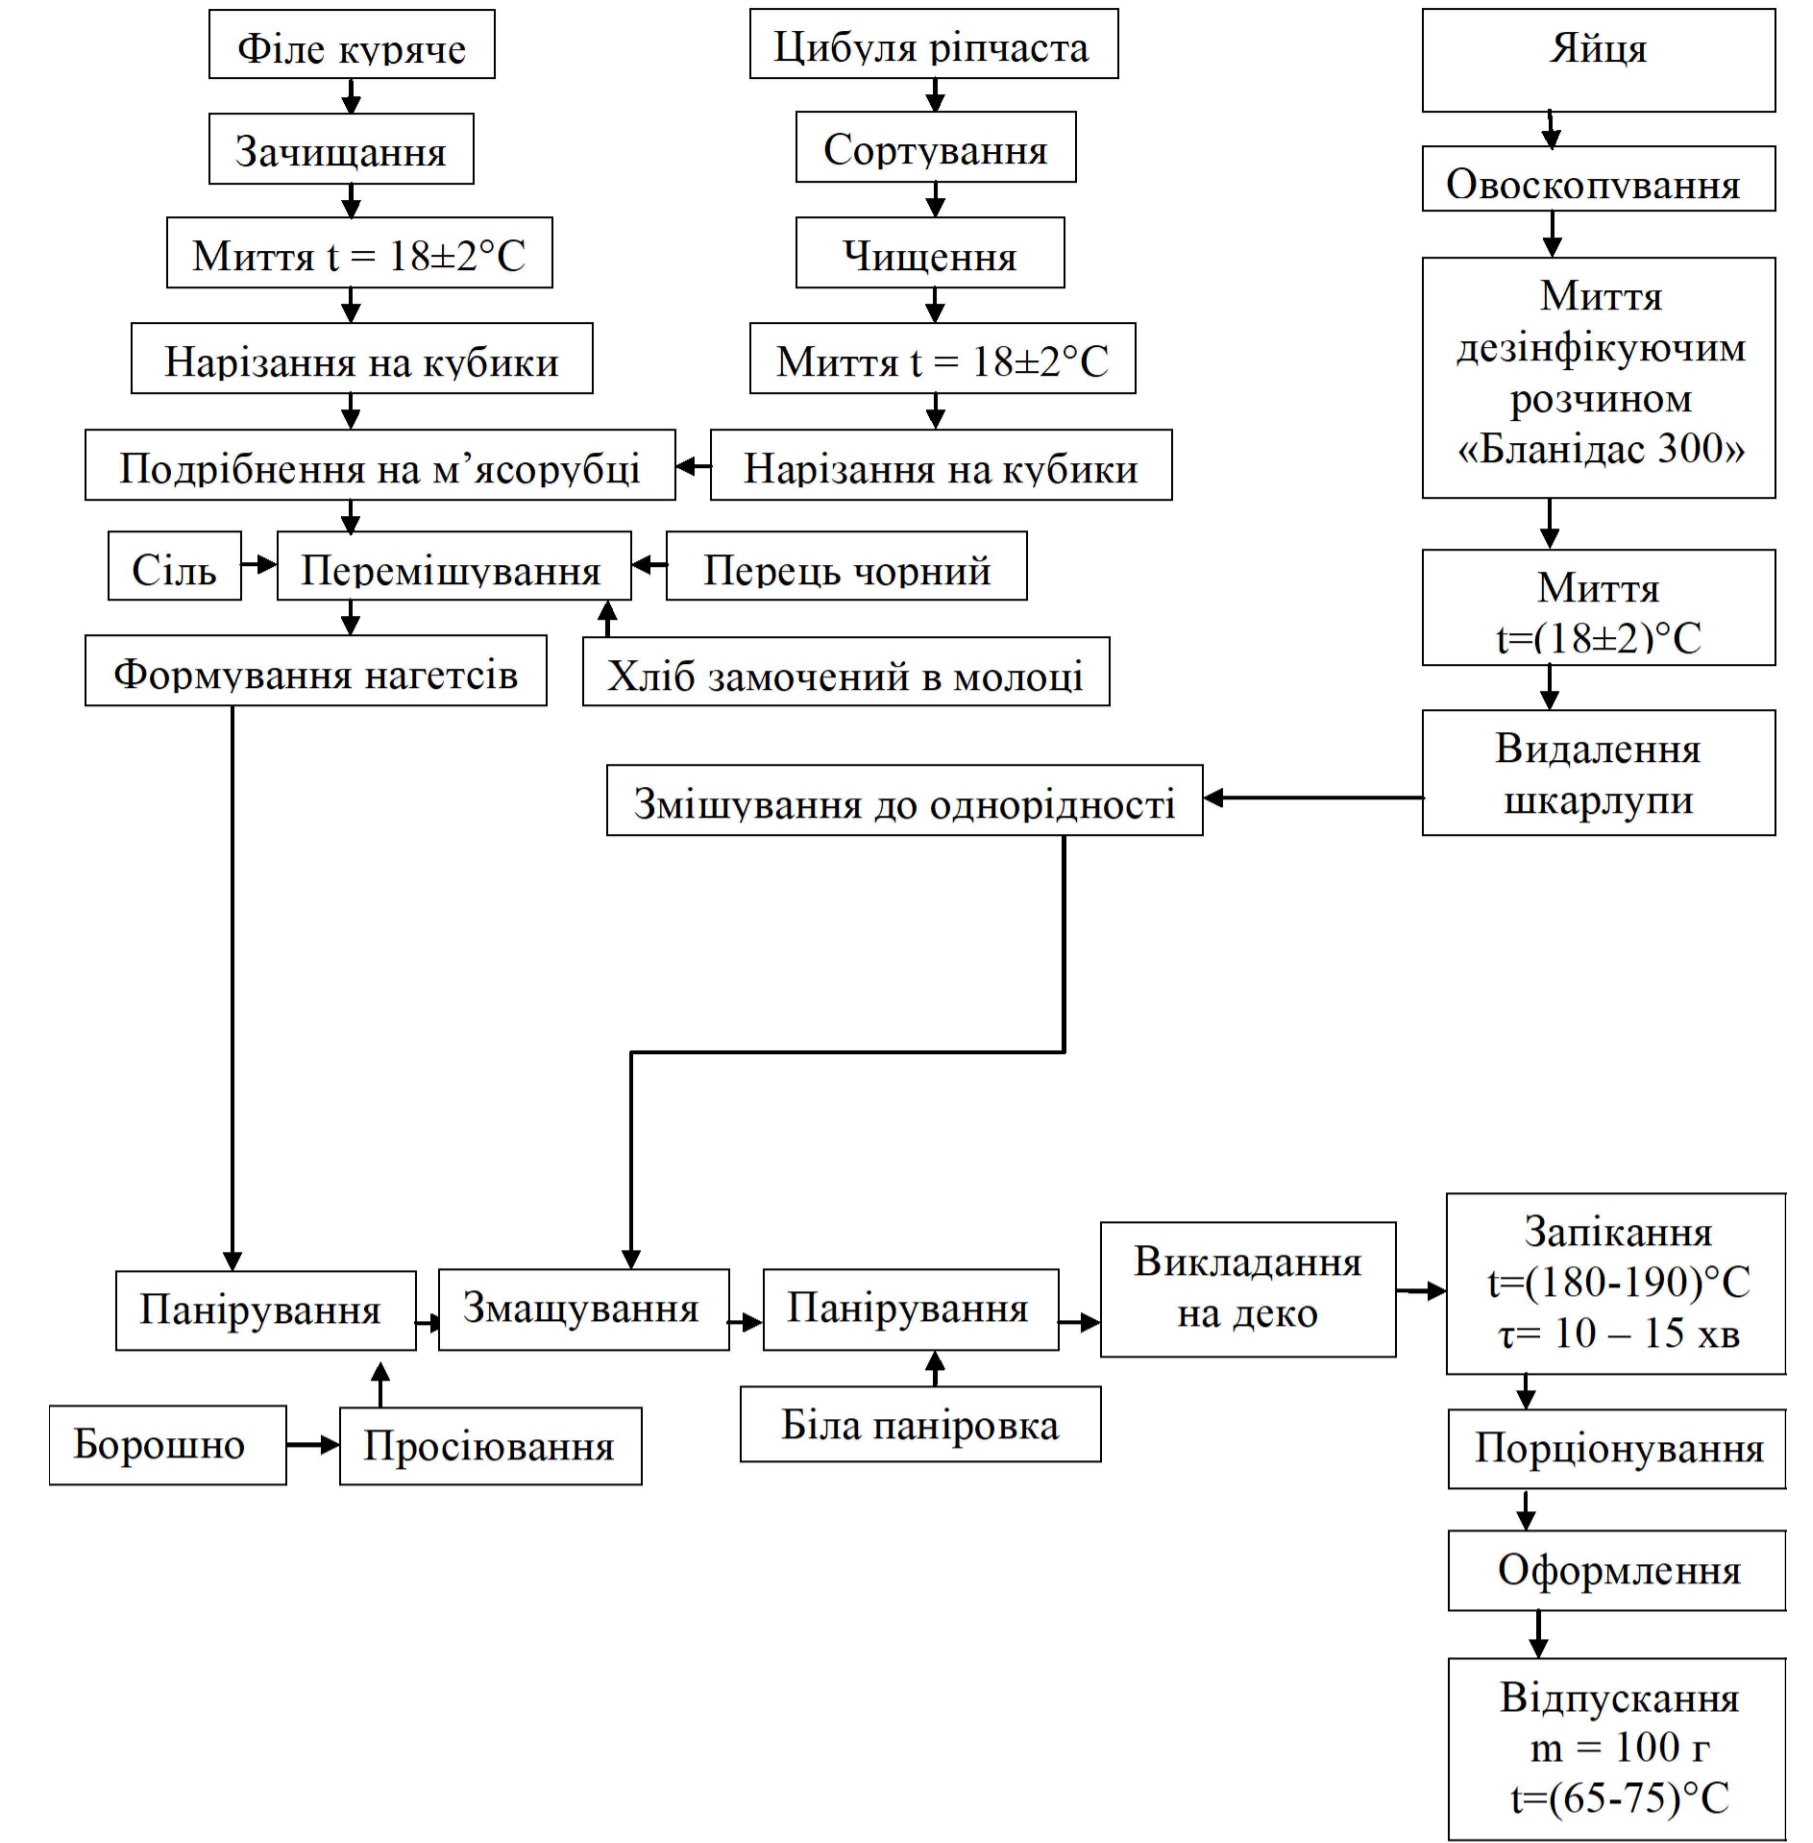 Філе куряче
Цибуля ріпчаста
Яйця
Зачищання
Сортування
Овоскопування
Миття t = 18±2°С
Чищення
Миття
дезінфікуючим
розчином
«Бланідас 300»
Нарізання на кубики
Миття t = 18±2°С
Подрібнення на м’ясорубці
Нарізання на кубики
Сіль
Перемішування
Перець чорний
Миття
t=(18±2)°С
Формування нагетсів
Хліб замочений в молоці
Видалення
шкарлупи
Змішування до однорідності
Панірування
Змащування
Панірування
Викладання
на деко
Запікання
t=(180-190)°С
τ= 10 – 15 хв
Борошно
Просіювання
Біла паніровка
Порціонування
Оформлення
Відпускання
m = 100 г
t=(65-75)°С